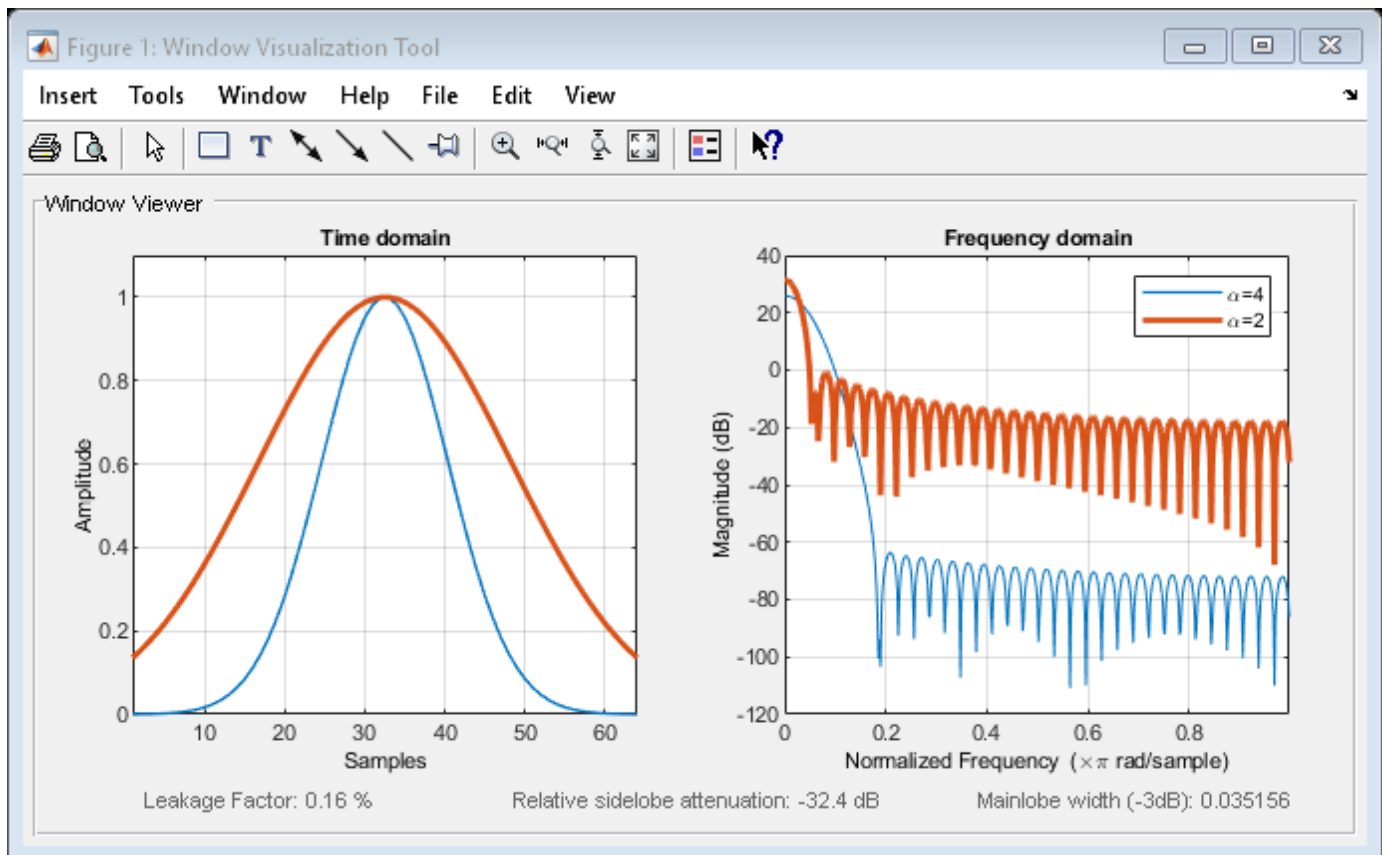 Figure 1: Window Visualization Tool
Insert Tools Window Help File Edit View
T
?
Window Viewer
Time domain
1
0.8
0.6
0.4
0.2
0
Amplitude
10 20 30 40 50 60
Samples
Frequency domain
40
20
0
-20
-40
-60
-80
-100
-120
Magnitude (dB)
α=4
α=2
0 0.2 0.4 0.6 0.8
Normalized Frequency (×π rad/sample)
Leakage Factor: 0.16 %
Relative sidelobe attenuation: -32.4 dB
Mainlobe width (-3dB): 0.035156